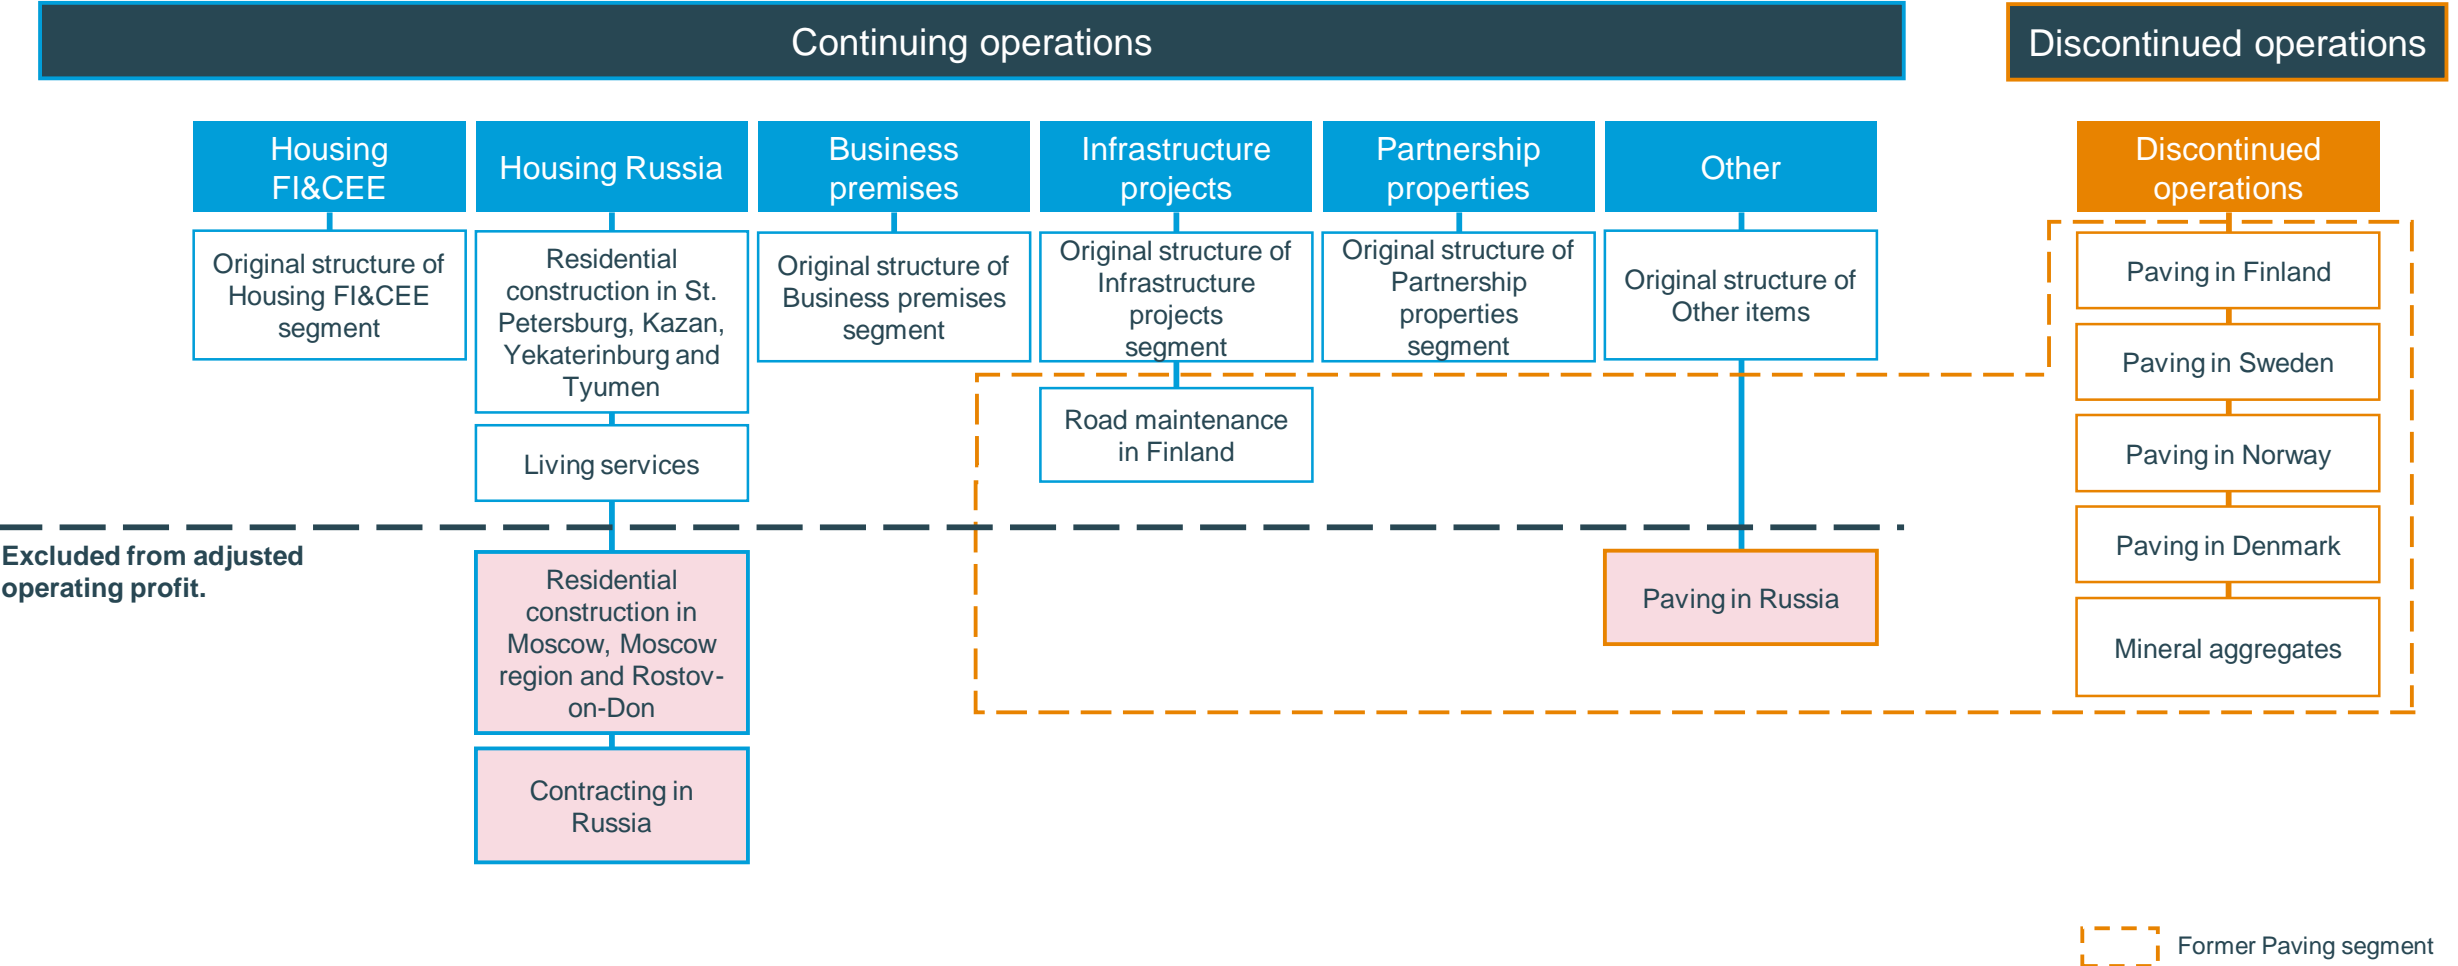 Continuing operations
Discontinued operations
Housing
FI&CEE
Original structure of
Housing FI&CEE
segment
Housing Russia
Residential
construction in St.
Petersburg, Kazan,
Yekaterinburg and
Tyumen
Living services
Business
premises
Original structure of
Business premises
segment
Infrastructure
projects
Original structure of
Infrastructure
projects
segment
Road maintenance
in Finland
Partnership
properties
Original structure of
Partnership
properties
segment
Other
Original structure of
Other items
Discontinued
operations
Paving in Finland
Paving in Sweden
Paving in Norway
Paving in Denmark
Mineral aggregates
Excluded from adjusted
operating profit.
Residential
construction in
Moscow, Moscow
region and Rostov-
on-Don
Contracting in
Russia
Paving in Russia
Former Paving segment